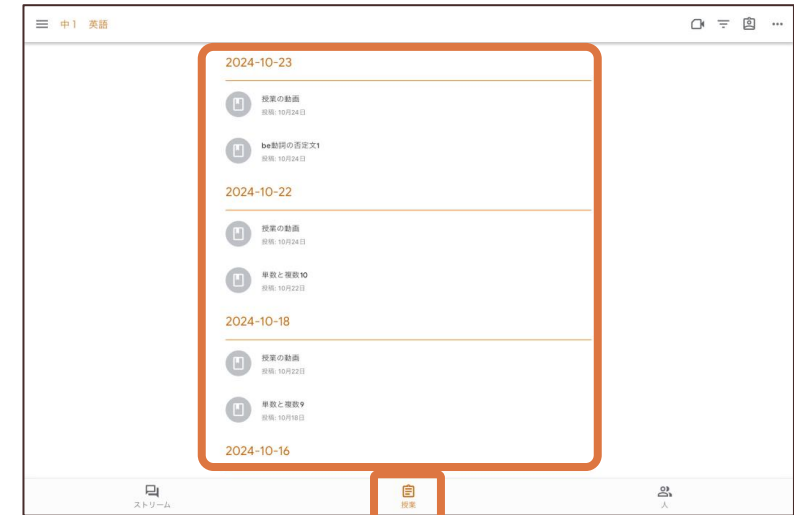 中1 英語
2024-10-23
授業の動画
投稿: 10月24日
be動詞の否定文1
投稿: 10月24日
2024-10-22
授業の動画
投稿: 10月24日
単数と複数10
投稿: 10月22日
2024-10-18
授業の動画
投稿: 10月22日
単数と複数9
投稿: 10月18日
2024-10-16
ストリーム
授業
人